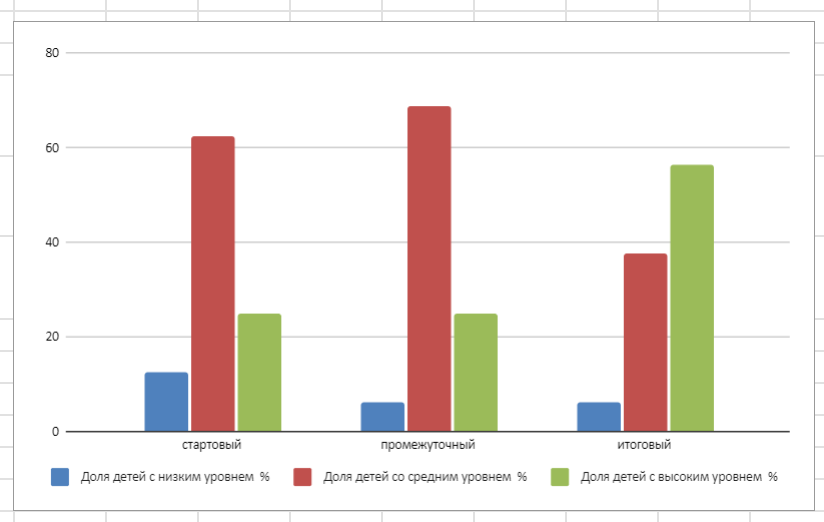 80
60
40
20
0
стартовый промежуточный итоговый
Доля детей с низким уровнем % Доля детей со средним уровнем % Доля детей с высоким уровнем %